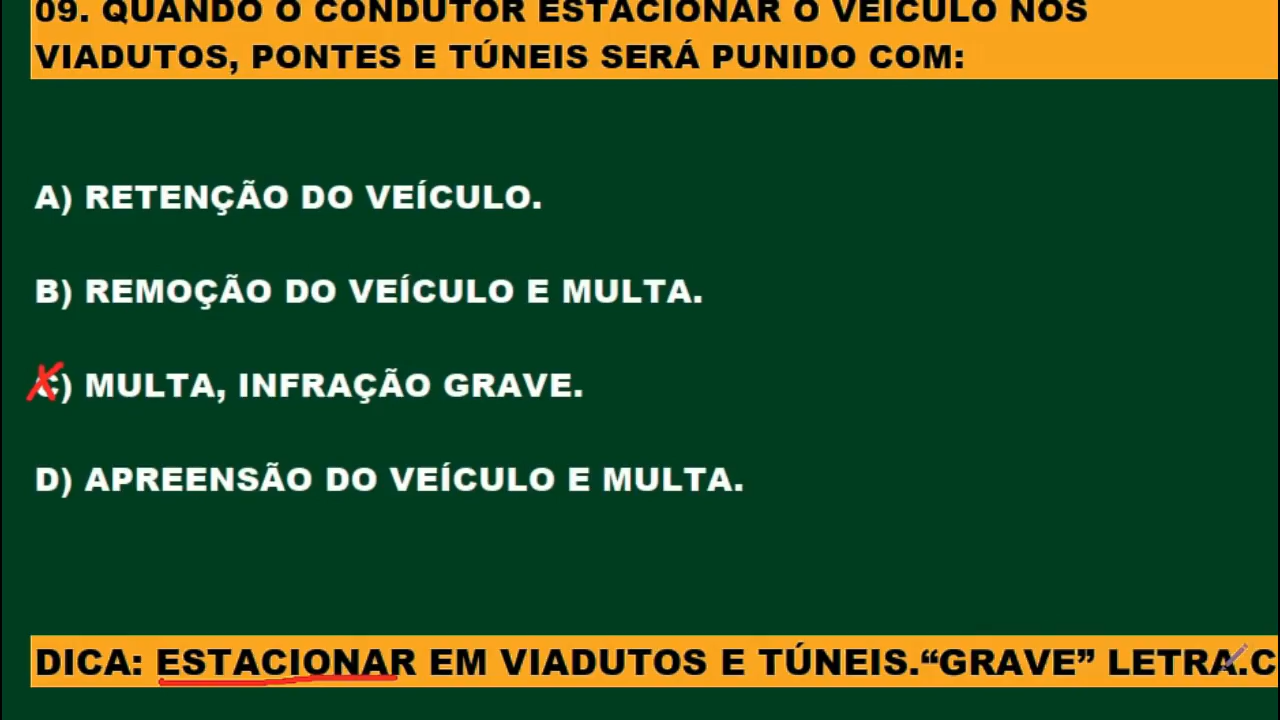 09. QUANDO O CONDUTOR ESTACIONAR O VEÍCULO NOS
VIADUTOS, PONTES E TÚNEIS SERÁ PUNIDO COM:
A) RETENÇÃO DO VEÍCULO.
B) REMOÇÃO DO VEÍCULO E MULTA.
C) MULTA, INFRAÇÃO GRAVE.
D) APREENSÃO DO VEÍCULO E MULTA.
DICA: ESTACIONAR EM VIADUTOS E TÚNEIS.“GRAVE” LETRA.C